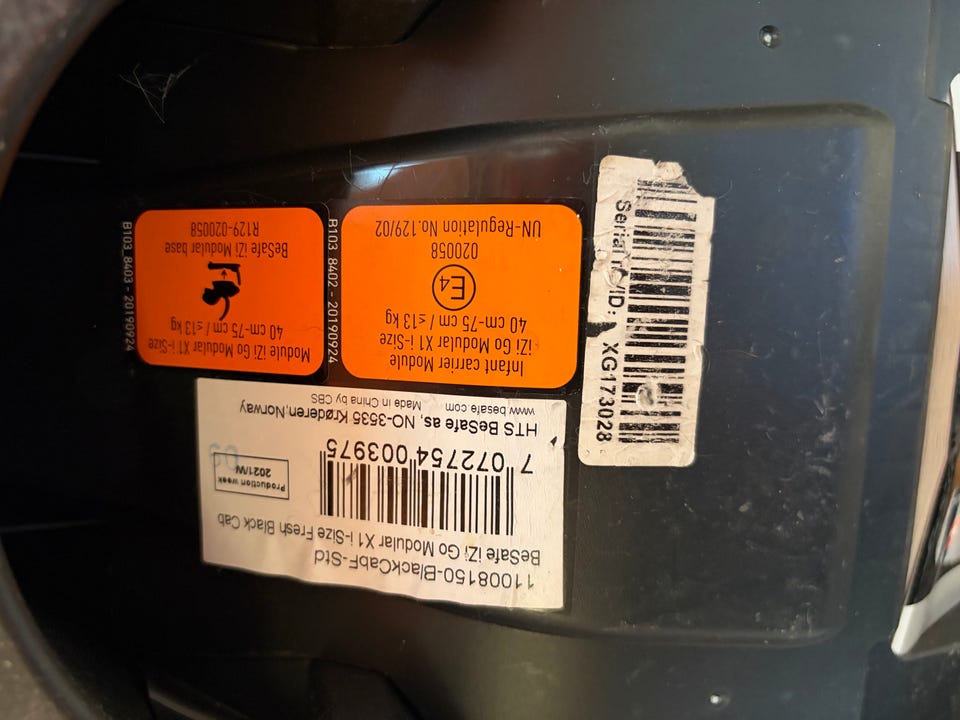 Infant carrier Module
iZi Go Modular X1 i-Size
40 cm-75 cm / ≤13 kg
E4
020058
UN-Regulation No.129/02
B103_8402 - 20190924
Module iZi Go Modular X1 i-Size
40 cm-75 cm / ≤13 kg
BeSafe iZi Modular base
R129-020058
B103_8403 - 20190924
Serial ID: XG173028
11008150-BlackCabF-Std
BeSafe iZi Go Modular X1 i-Size Fresh Black Cab
7 072754 003975
Production week
2021/W
HTS BeSafe as, NO-3535 Krøderen,Norway
www.besafe.com Made in China by CBS